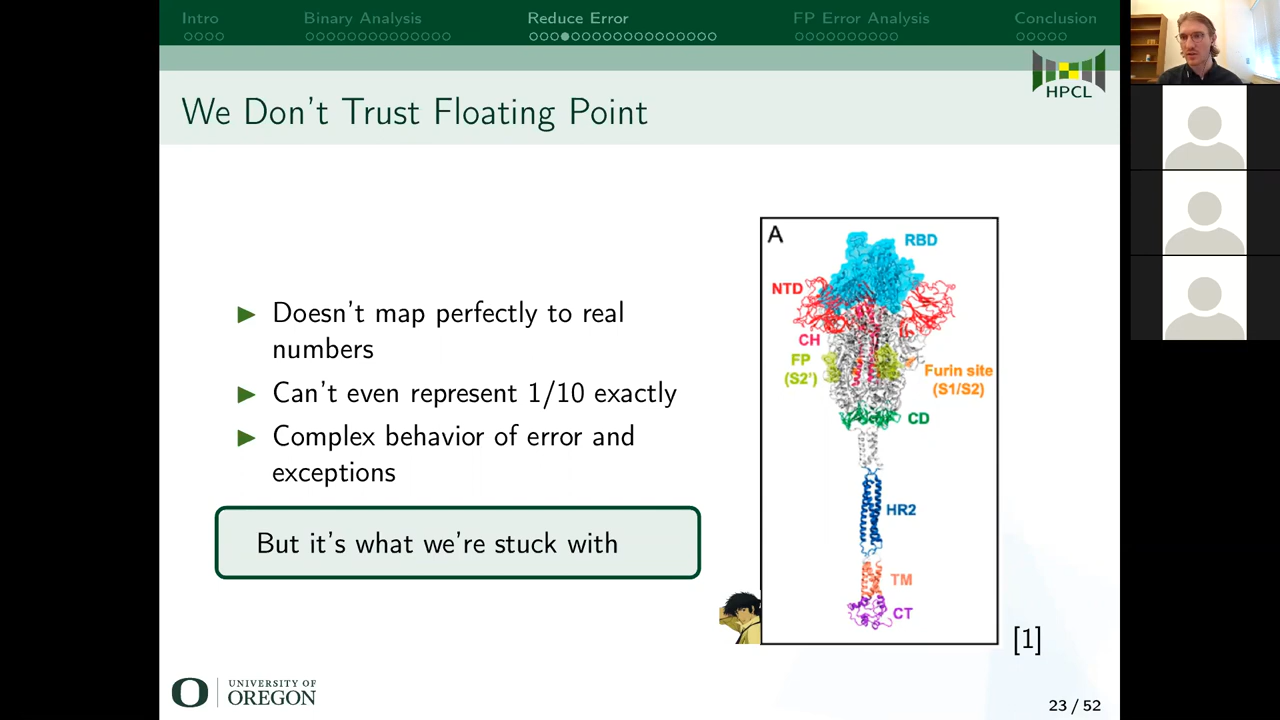 Intro
Binary Analysis
Reduce Error
FP Error Analysis
Conclusion
HPCL
We Don't Trust Floating Point
Doesn't map perfectly to real
numbers
Can't even represent 1/10 exactly
Complex behavior of error and
exceptions
But it's what we're stuck with
A
RBD
NTD
CH
FP
(S2')
Furin site
(S1/S2)
CD
HR2
TM
CT
[1]
UNIVERSITY OF
OREGON
23 / 52